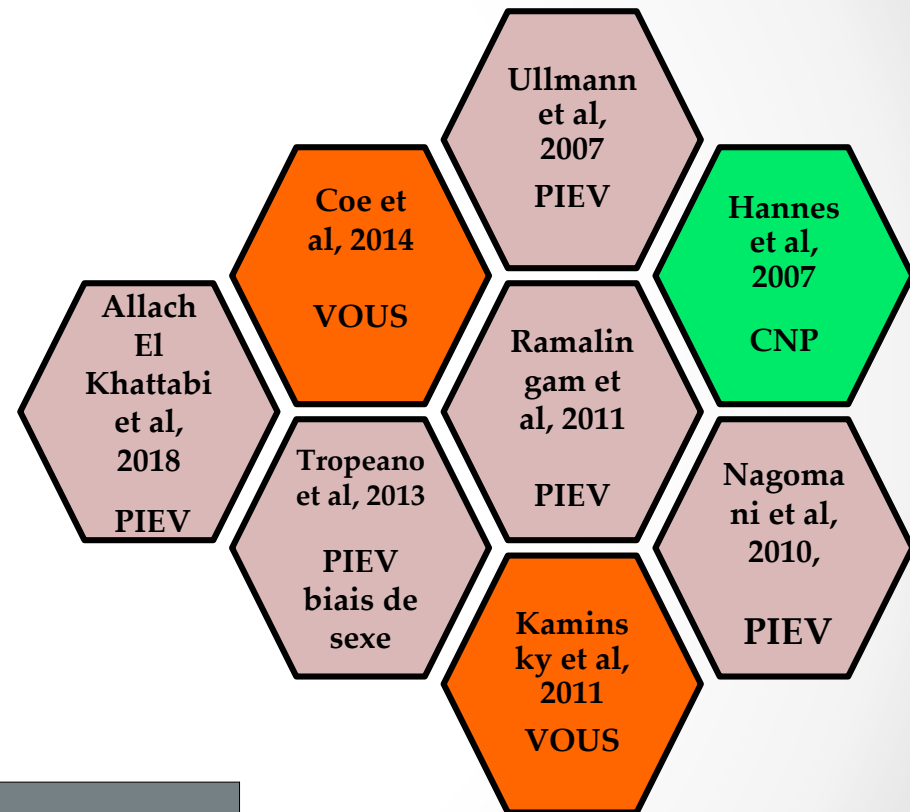 Ullmann
et al,
2007
PIEV
Coe et
al, 2014
VOUS
Hannes
et al,
2007
CNP
Allach
El
Khattabi
et al,
2018
PIEV
Ramalin
gam et
al, 2011
PIEV
Tropeano
et al, 2013
PIEV
biais de
sexe
Nagoma
ni et al,
2010,
PIEV
Kamins
ky et al,
2011
VOUS